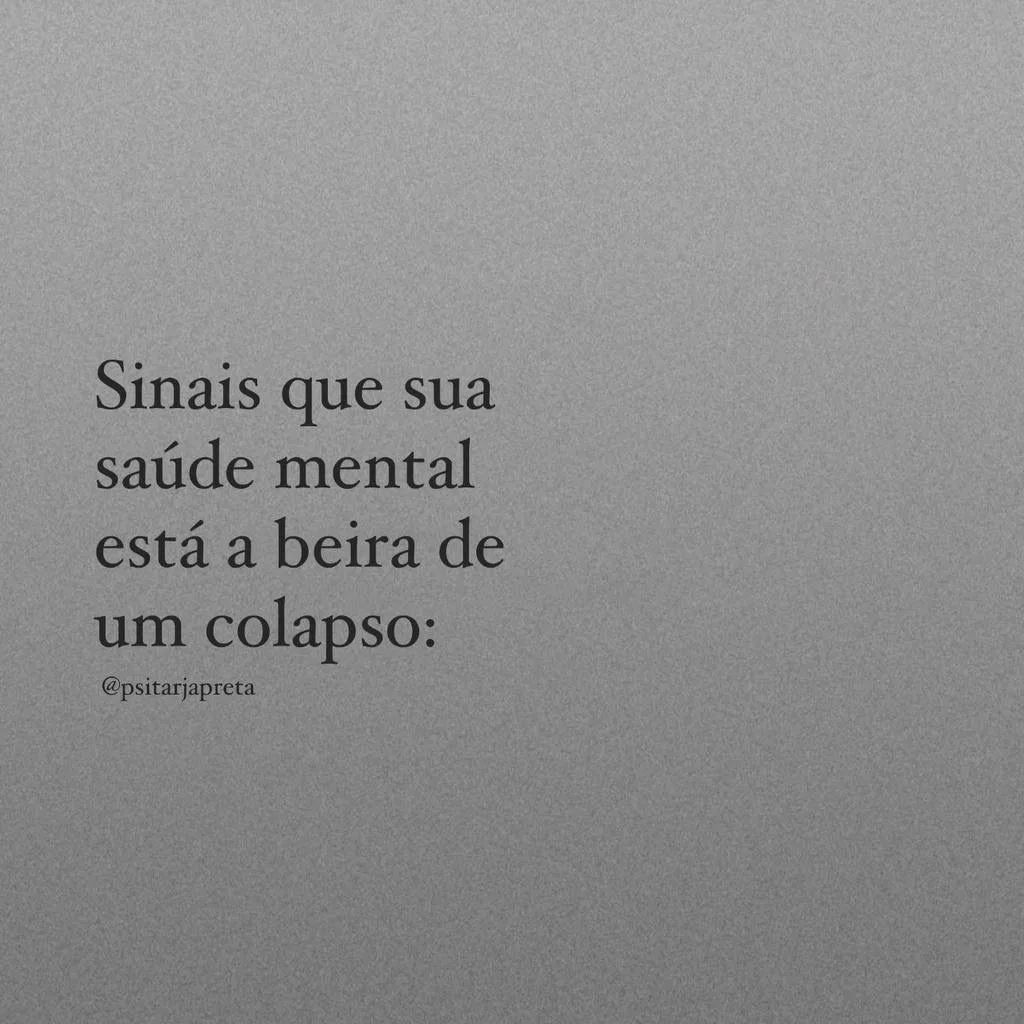 Sinais que sua
saúde mental
está a beira de
um colapso:
@psitarjapreta